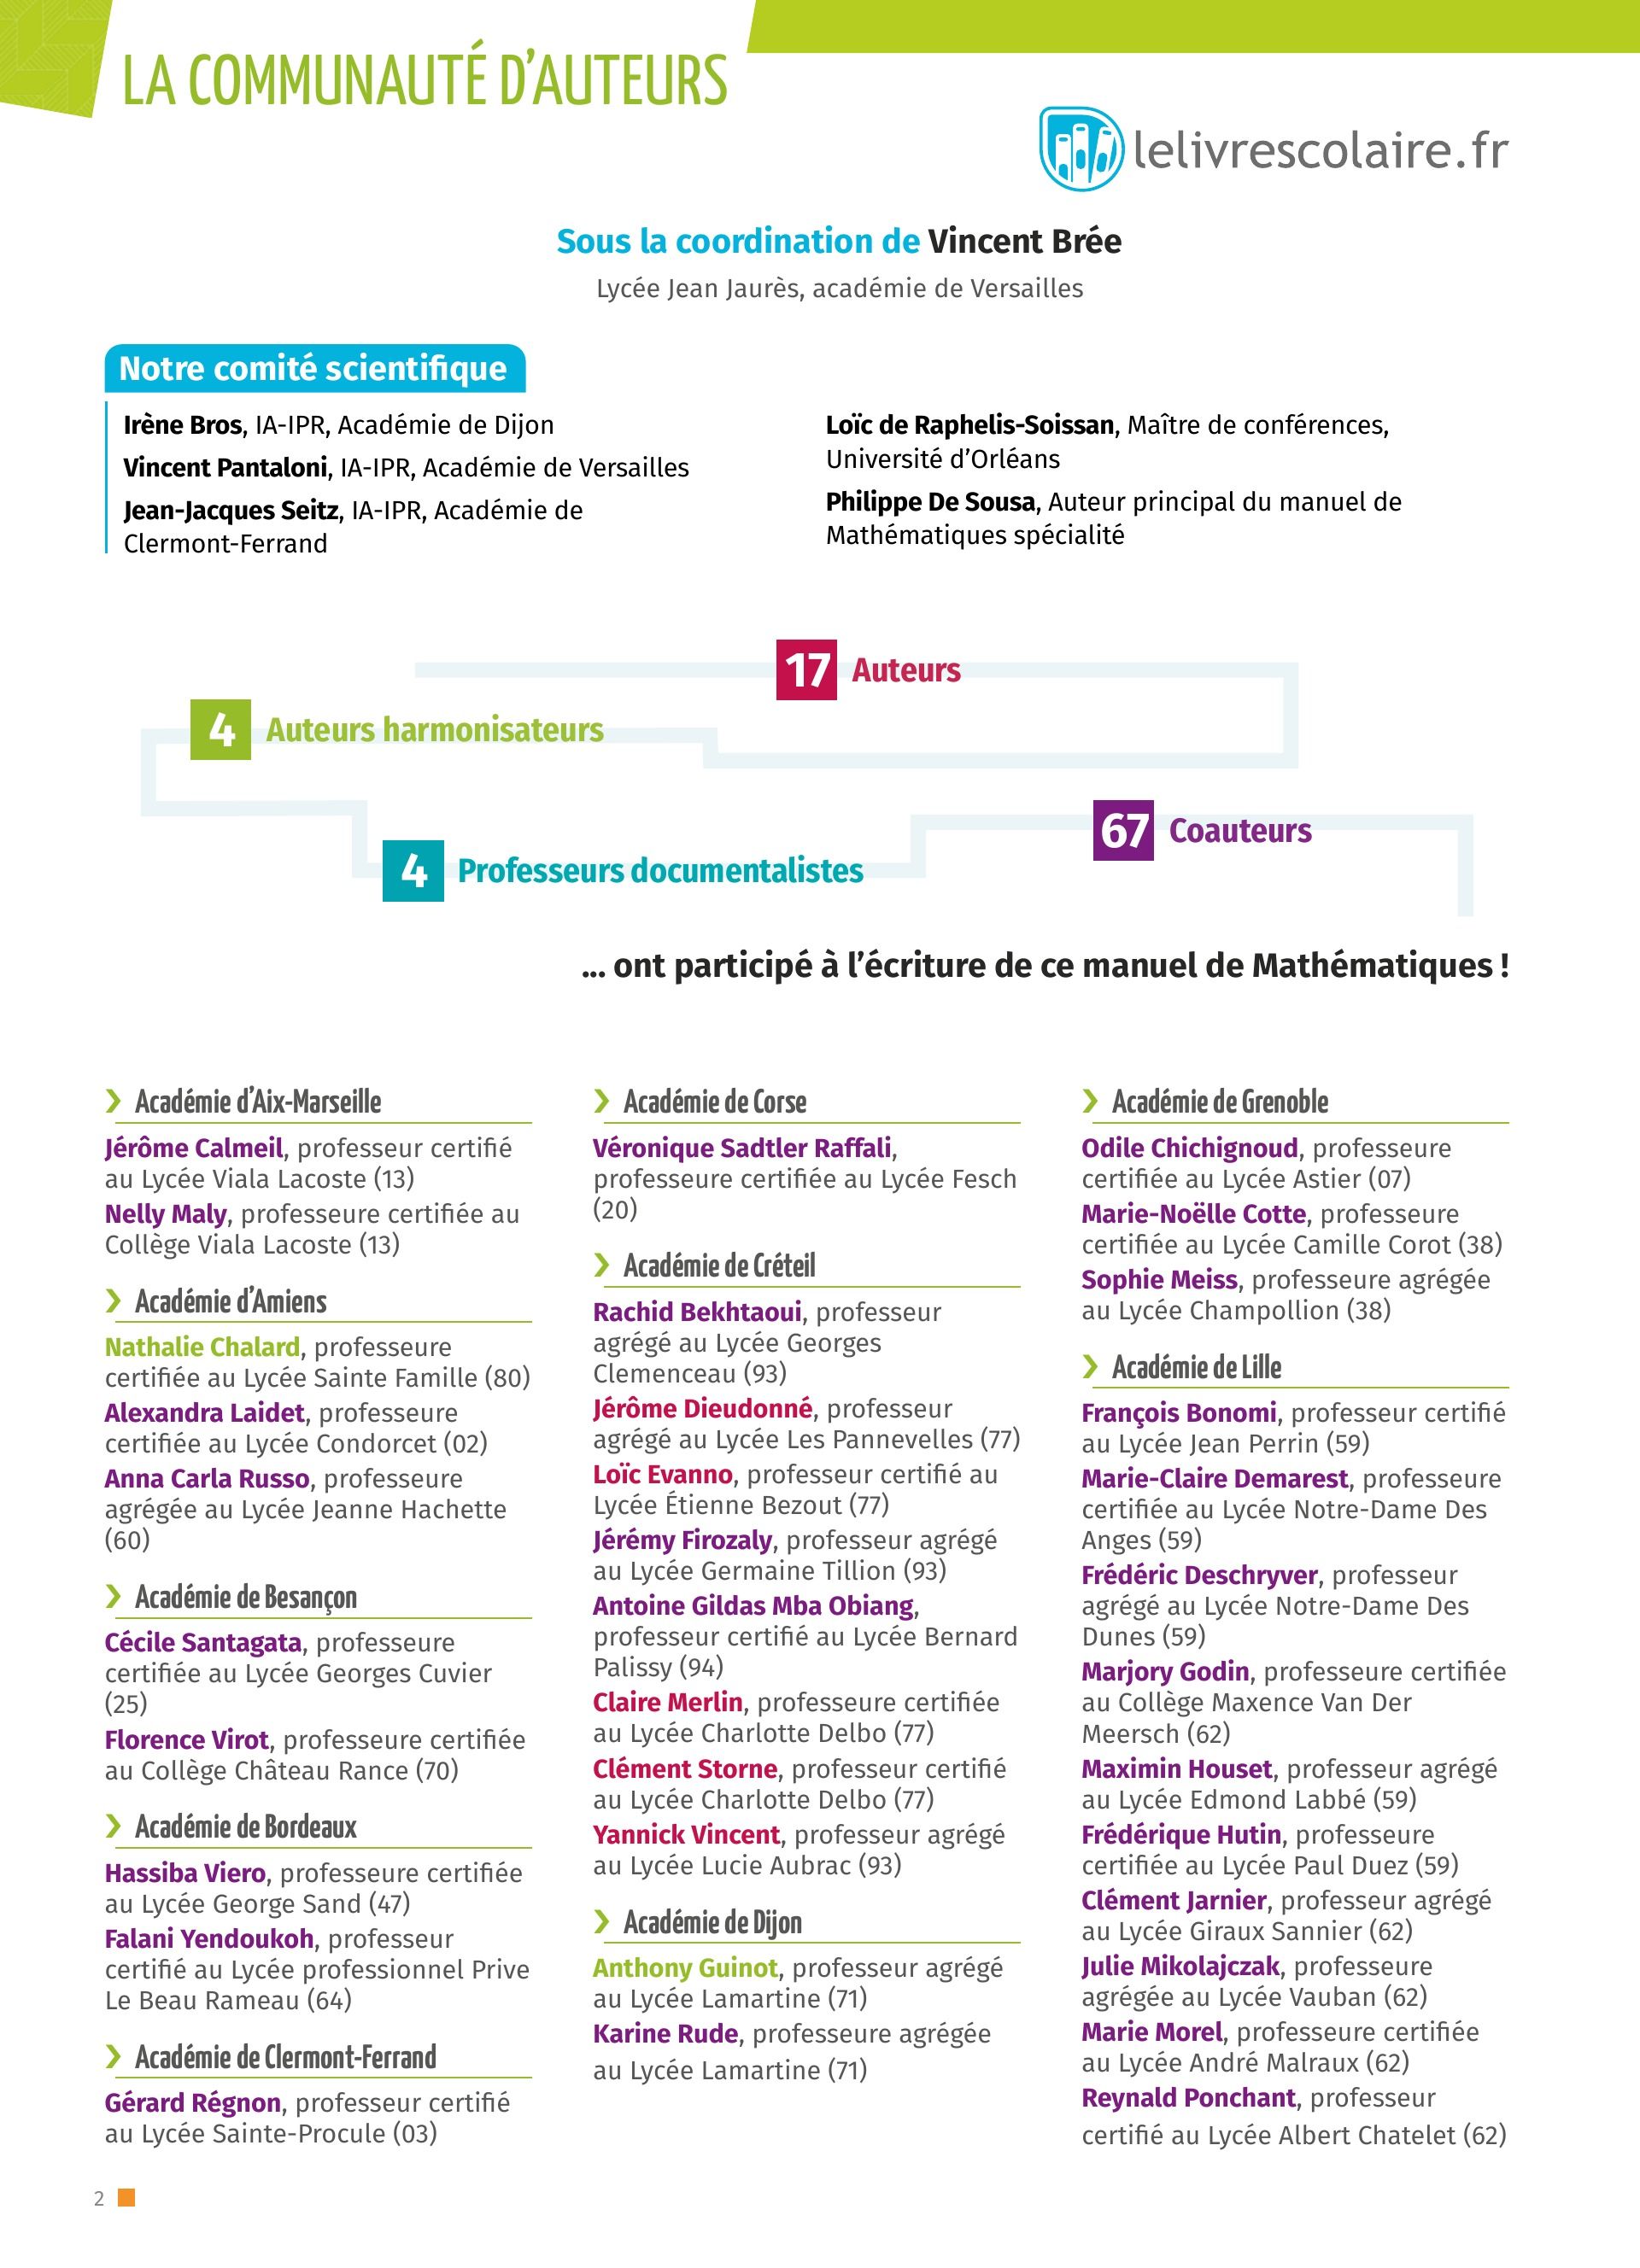 LA COMMUNAUTÉ D'AUTEURS
lelivrescolaire.fr
Sous la coordination de Vincent Brée
Lycée Jean Jaurès, académie de Versailles
Notre comité scientifique
Irène Bros, IA-IPR, Académie de Dijon
Vincent Pantaloni, IA-IPR, Académie de Versailles
Jean-Jacques Seitz, IA-IPR, Académie de
Clermont-Ferrand
Loïc de Raphelis-Soissan, Maître de conférences,
Université d'Orléans
Philippe De Sousa, Auteur principal du manuel de
Mathématiques spécialité
17 Auteurs
4 Auteurs harmonisateurs
67 Coauteurs
4 Professeurs documentalistes
... ont participé à l'écriture de ce manuel de Mathématiques !
Académie d'Aix-Marseille
Jérôme Calmeil, professeur certifié
au Lycée Viala Lacoste (13)
Nelly Maly, professeure certifiée au
Collège Viala Lacoste (13)
Académie d'Amiens
Nathalie Chalard, professeure
certifiée au Lycée Sainte Famille (80)
Alexandra Laidet, professeure
certifiée au Lycée Condorcet (02)
Anna Carla Russo, professeure
agrégée au Lycée Jeanne Hachette
(60)
Académie de Besançon
Cécile Santagata, professeure
certifiée au Lycée Georges Cuvier
(25)
Florence Virot, professeure certifiée
au Collège Château Rance (70)
Académie de Bordeaux
Hassiba Viero, professeure certifiée
au Lycée George Sand (47)
Falani Yendoukoh, professeur
certifié au Lycée professionnel Prive
Le Beau Rameau (64)
Académie de Clermont-Ferrand
Gérard Régnon, professeur certifié
au Lycée Sainte-Procule (03)
Académie de Corse
Véronique Sadtler Raffali,
professeure certifiée au Lycée Fesch
(20)
Académie de Créteil
Rachid Bekhtaoui, professeur
agrégé au Lycée Georges
Clemenceau (93)
Jérôme Dieudonné, professeur
agrégé au Lycée Les Pannevelles (77)
Loïc Evanno, professeur certifié au
Lycée Étienne Bezout (77)
Jérémy Firozaly, professeur agrégé
au Lycée Germaine Tillion (93)
Antoine Gildas Mba Obiang,
professeur certifié au Lycée Bernard
Palissy (94)
Claire Merlin, professeure certifiée
au Lycée Charlotte Delbo (77)
Clément Storne, professeur certifié
au Lycée Charlotte Delbo (77)
Yannick Vincent, professeur agrégé
au Lycée Lucie Aubrac (93)
Académie de Dijon
Anthony Guinot, professeur agrégé
au Lycée Lamartine (71)
Karine Rude, professeure agrégée
au Lycée Lamartine (71)
Académie de Grenoble
Odile Chichignoud, professeure
certifiée au Lycée Astier (07)
Marie-Noëlle Cotte, professeure
certifiée au Lycée Camille Corot (38)
Sophie Meiss, professeure agrégée
au Lycée Champollion (38)
Académie de Lille
François Bonomi, professeur certifié
au Lycée Jean Perrin (59)
Marie-Claire Demarest, professeure
certifiée au Lycée Notre-Dame Des
Anges (59)
Frédéric Deschryver, professeur
agrégé au Lycée Notre-Dame Des
Dunes (59)
Marjory Godin, professeure certifiée
au Collège Maxence Van Der
Meersch (62)
Maximin Houset, professeur agrégé
au Lycée Edmond Labbé (59)
Frédérique Hutin, professeure
certifiée au Lycée Paul Duez (59)
Clément Jarnier, professeur agrégé
au Lycée Giraux Sannier (62)
Julie Mikolajczak, professeure
agrégée au Lycée Vauban (62)
Marie Morel, professeure certifiée
au Lycée André Malraux (62)
Reynald Ponchant, professeur
certifié au Lycée Albert Chatelet (62)
2